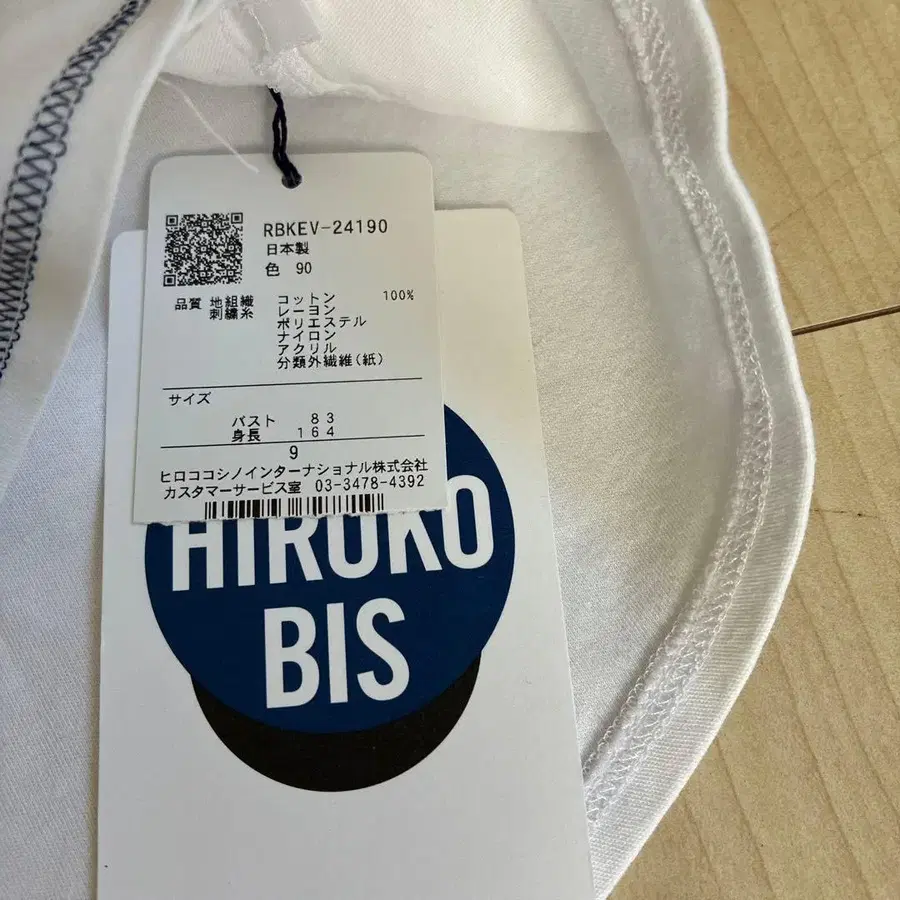 RBKEV-24190
日本製
色 90
品質 地組織 コットン 100%
刺繍糸 レーヨン
ポリエステル
ナイロン
アクリル
分類外繊維(紙)
サイズ
バスト 83
身長 164
9
ヒロココシノインターナショナル株式会社
カスタマーサービス室 03-3478-4392
HIROKO
BIS